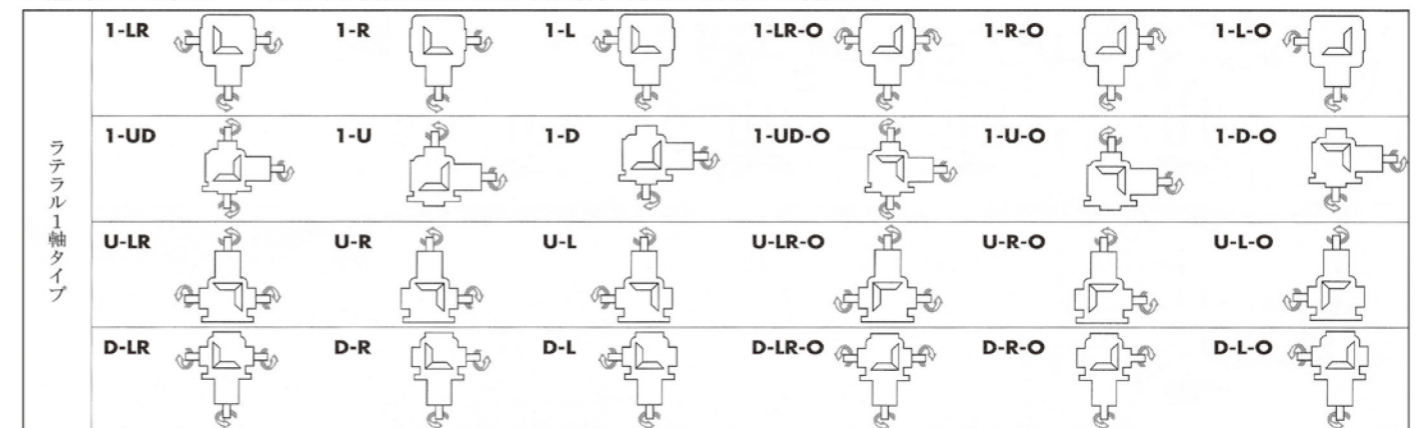 ラテラル1軸タイプ
1-LR 1-R 1-L 1-LR-O 1-R-O 1-L-O
1-UD 1-U 1-D 1-UD-O 1-U-O 1-D-O
U-LR U-R U-L U-LR-O U-R-O U-L-O
D-LR D-R D-L D-LR-O D-R-O D-L-O